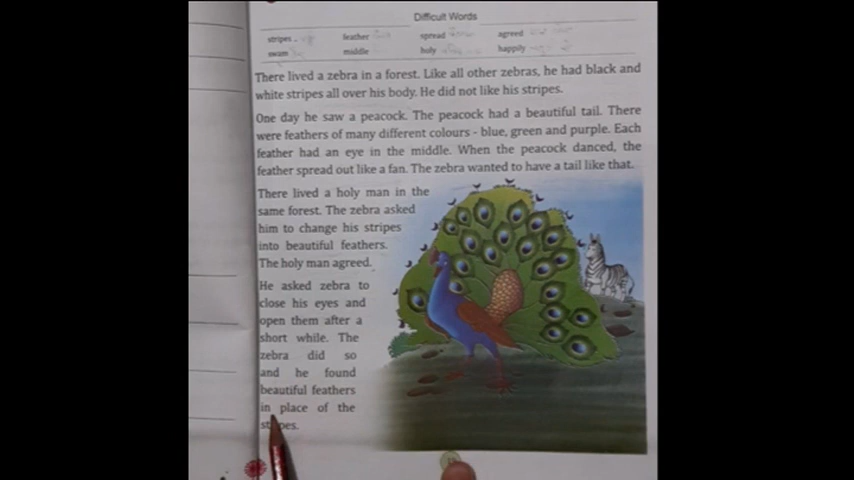 Difficult Words
stripes feather spread agreed
swam middle holy happily
There lived a zebra in a forest. Like all other zebras, he had black and
white stripes all over his body. He did not like his stripes.
One day he saw a peacock. The peacock had a beautiful tail. There
were feathers of many different colours - blue, green and purple. Each
feather had an eye in the middle. When the peacock danced, the
feather spread out like a fan. The zebra wanted to have a tail like that.
There lived a holy man in the
same forest. The zebra asked
him to change his stripes
into beautiful feathers.
The holy man agreed.
He asked zebra to
close his eyes and
open them after a
short while. The
zebra did so
and he found
beautiful feathers
in place of the
stripes.